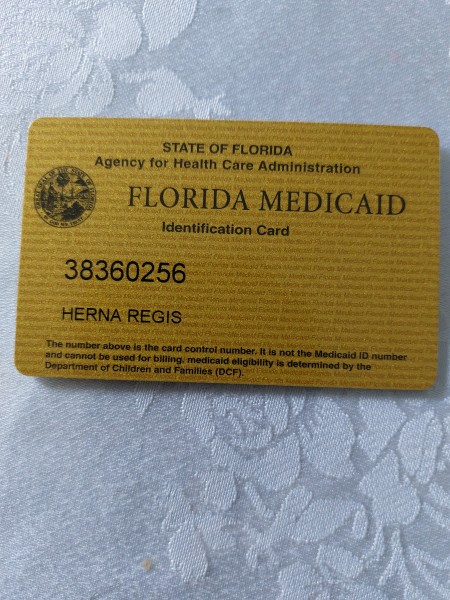 STATE OF FLORIDA
Agency for Health Care Administration
FLORIDA MEDICAID
Identification Card
38360256
HERNA REGIS
The number above is the card control number. It is not the Medicaid ID number
and cannot be used for billing. medicaid eligibility is determined by the
Department of Children and Families (DCF).